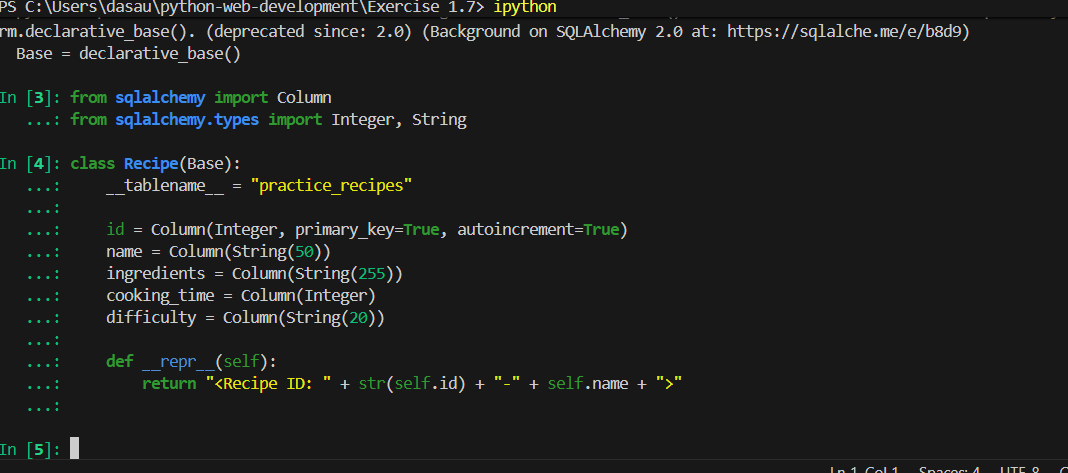 PS C:\Users\dasau\python-web-development\Exercise 1.7> ipython
rm.declarative_base(). (deprecated since: 2.0) (Background on SQLAlchemy 2.0 at: https://sqlalche.me/e/b8d9)
  Base = declarative_base()
In [3]: from sqlalchemy import Column
   ...: from sqlalchemy.types import Integer, String
In [4]: class Recipe(Base):
   ...:     __tablename__ = "practice_recipes"
   ...:
   ...:     id = Column(Integer, primary_key=True, autoincrement=True)
   ...:     name = Column(String(50))
   ...:     ingredients = Column(String(255))
   ...:     cooking_time = Column(Integer)
   ...:     difficulty = Column(String(20))
   ...:
   ...:     def __repr__(self):
   ...:         return "<Recipe ID: " + str(self.id) + "-" + self.name + ">"
   ...:
In [5]:
Ln 1, Col 1 Spaces: 4 UTF-8